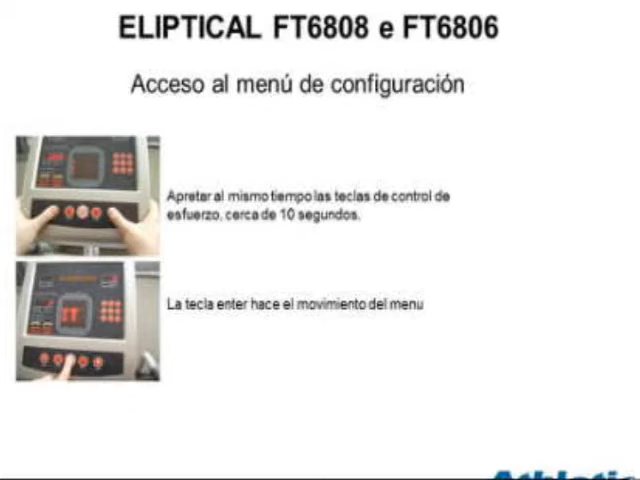 ELIPTICAL FT6808 e FT6806
Acceso al menú de configuración
Apretar al mismo tiempo las teclas de control de
esfuerzo, cerca de 10 segundos.
La tecla enter hace el movimiento del menu